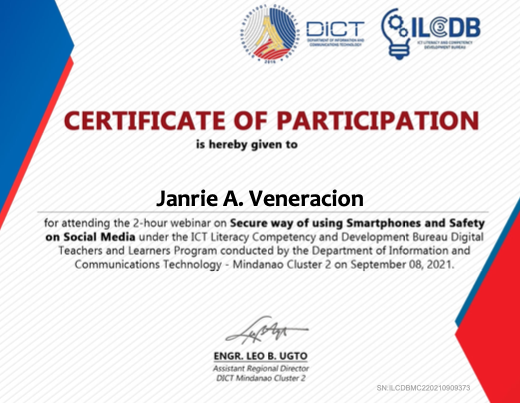 DICT
DEPARTMENT OF INFORMATION AND
COMMUNICATIONS TECHNOLOGY
2016
ILCDB
ICT LITERACY AND COMPETENCY
DEVELOPMENT BUREAU
CERTIFICATE OF PARTICIPATION
is hereby given to
Janrie A. Veneracion
for attending the 2-hour webinar on Secure way of using Smartphones and Safety
on Social Media under the ICT Literacy Competency and Development Bureau Digital
Teachers and Learners Program conducted by the Department of Information and
Communications Technology - Mindanao Cluster 2 on September 08, 2021.
ENGR. LEO B. UGTO
Assistant Regional Director
DICT Mindanao Cluster 2
SN:ILCDBMC220210909373